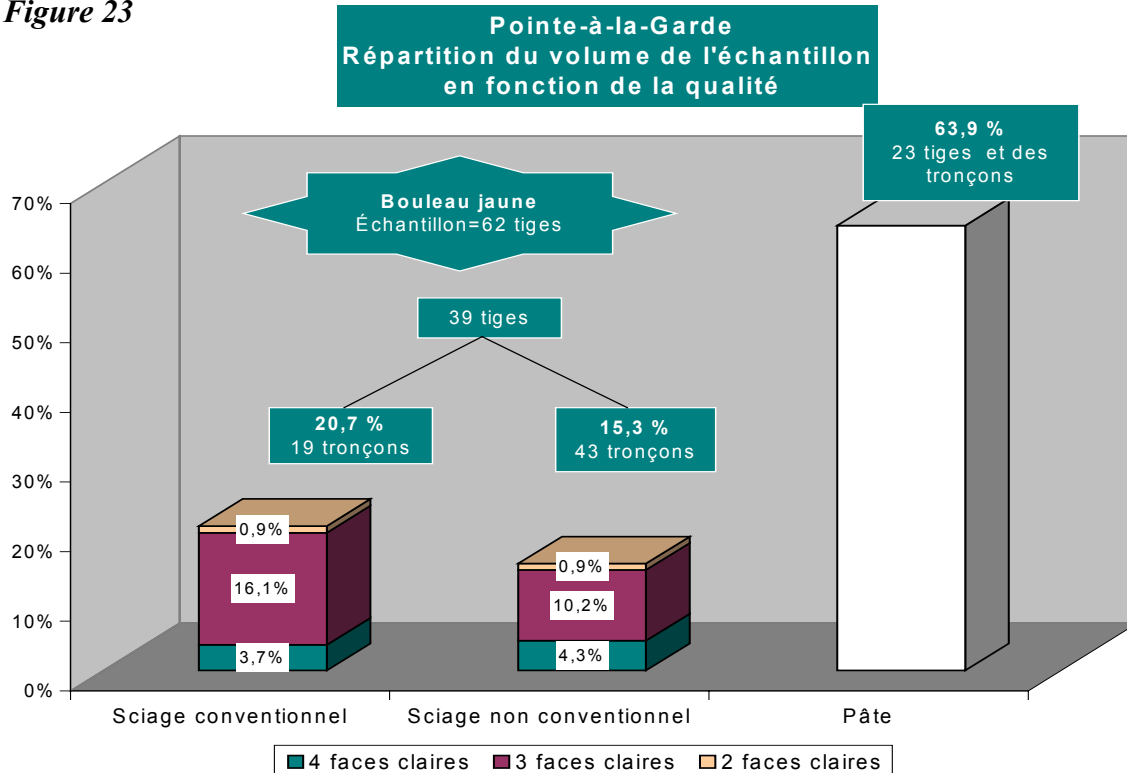 Figure 23
Pointe-à-la-Garde
Répartition du volume de l'échantillon
en fonction de la qualité
63,9 %
23 tiges et des
tronçons
Bouleau jaune
Échantillon=62 tiges
39 tiges
20,7 %
19 tronçons
15,3 %
43 tronçons
70%
60%
50%
40%
30%
20%
10%
0%
0,9%
16,1%
3,7%
0,9%
10,2%
4,3%
Sciage conventionnel
Sciage non conventionnel
Pâte
4 faces claires
3 faces claires
2 faces claires